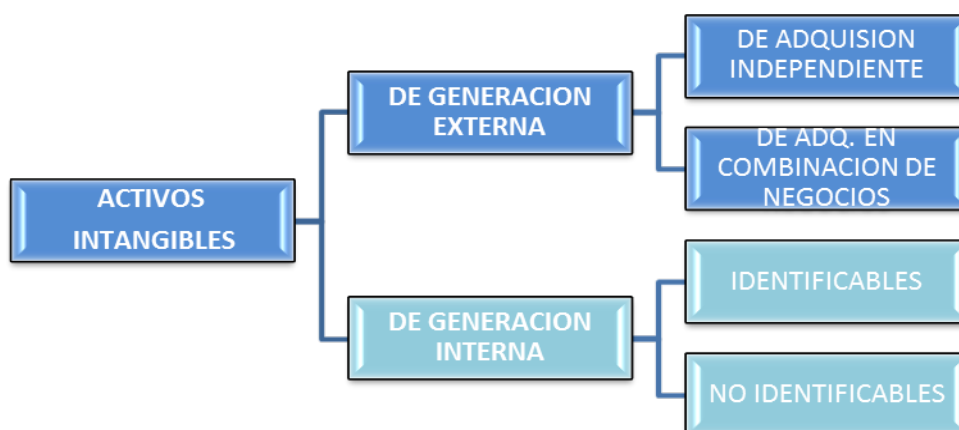 ACTIVOS
INTANGIBLES
DE GENERACION
EXTERNA
DE ADQUISION
INDEPENDIENTE
DE ADQ. EN
COMBINACION DE
NEGOCIOS
DE GENERACION
INTERNA
IDENTIFICABLES
NO IDENTIFICABLES